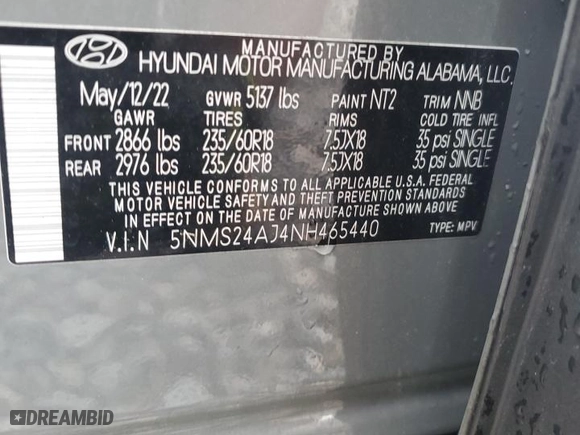 MANUFACTURED BY
HYUNDAI MOTOR MANUFACTURING ALABAMA, LLC.
May/12/22 GVWR 5137 lbs PAINT NT2 TRIM NNB
GAWR TIRES RIMS COLD TIRE INFL
FRONT 2866 lbs 235/60R18 7.5JX18 35 psi SINGLE
REAR 2976 lbs 235/60R18 7.5JX18 35 psi SINGLE
THIS VEHICLE CONFORMS TO ALL APPLICABLE U.S.A. FEDERAL
MOTOR VEHICLE SAFETY AND THEFT PREVENTION STANDARDS
IN EFFECT ON THE DATE OF MANUFACTURE SHOWN ABOVE.
V.I.N 5NMS24AJ4NH465440 TYPE: MPV
DREAMBID